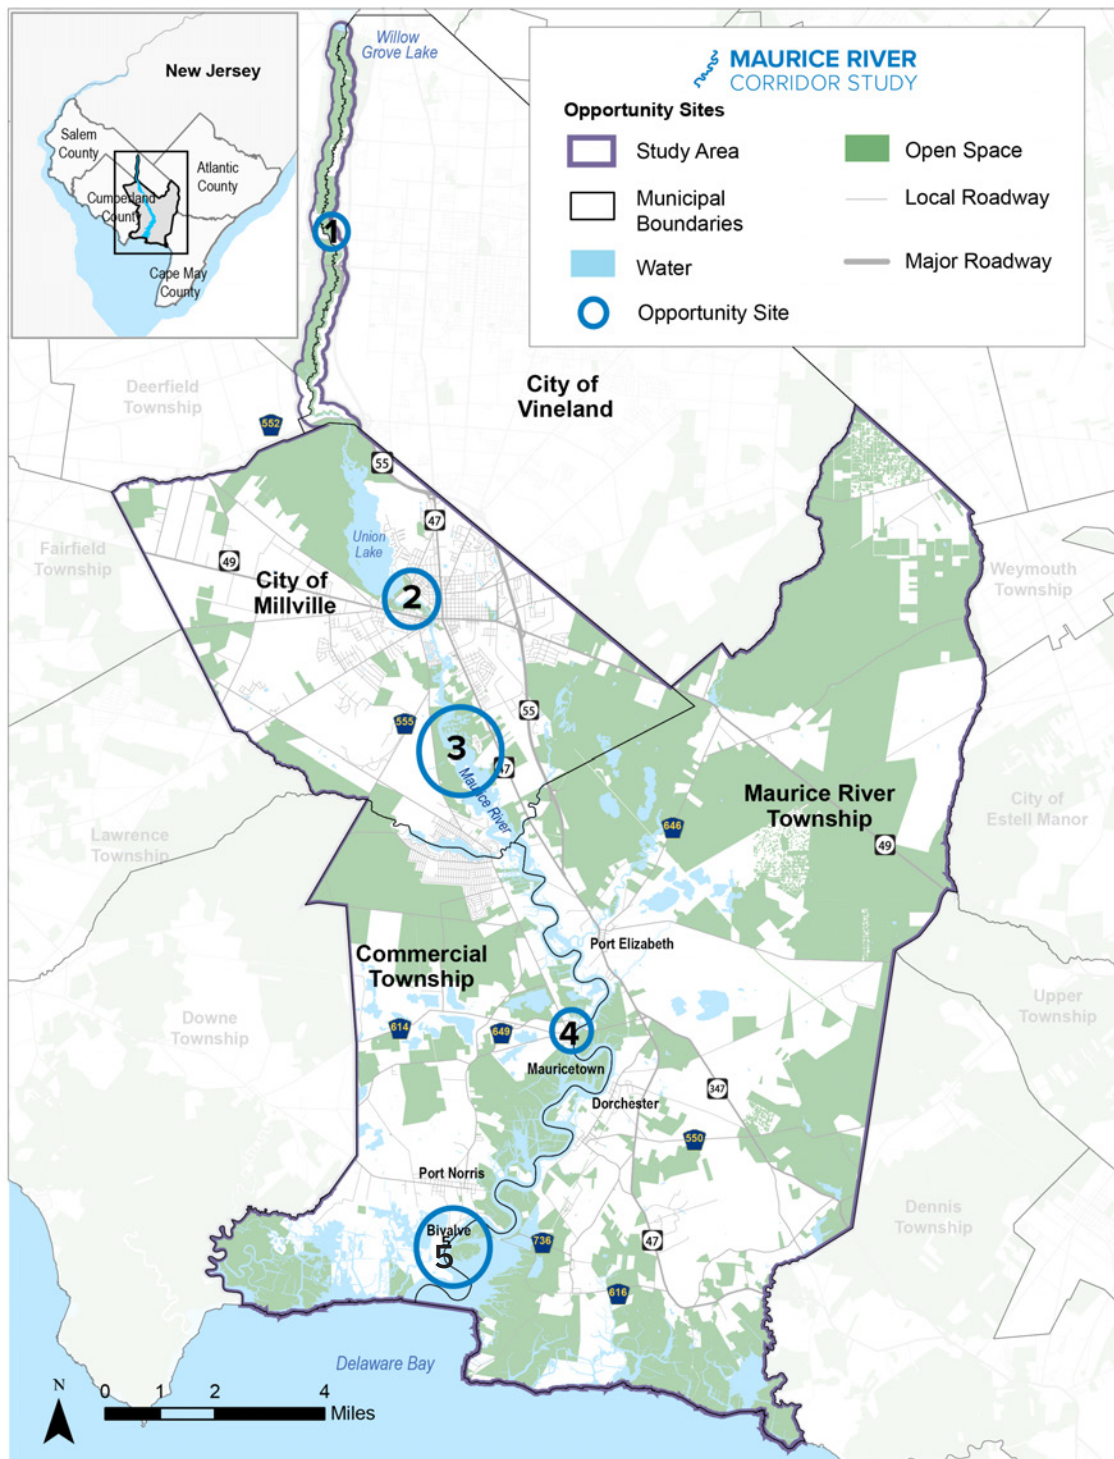 New Jersey
Salem
County
Atlantic
County
Cumberland
County
Cape May
County
Willow
Grove Lake
MAURICE RIVER
CORRIDOR STUDY
Opportunity Sites
Study Area
Open Space
Municipal
Boundaries
Local Roadway
Water
Major Roadway
Opportunity Site
1
City of
Vineland
Deerfield
Township
552
55
47
Union
Lake
Fairfield
Township
49
City of
Millville
2
Weymouth
Township
55
555
3
47
Maurice River
Maurice River
Township
City of
Estell Manor
646
49
Lawrence
Township
Port Elizabeth
Commercial
Township
Downe
Township
Upper
Township
614
649
4
Mauricetown
347
Dorchester
550
Port Norris
Dennis
Township
Bivalve
5
736
47
616
Delaware Bay
N
0 1 2 4
Miles